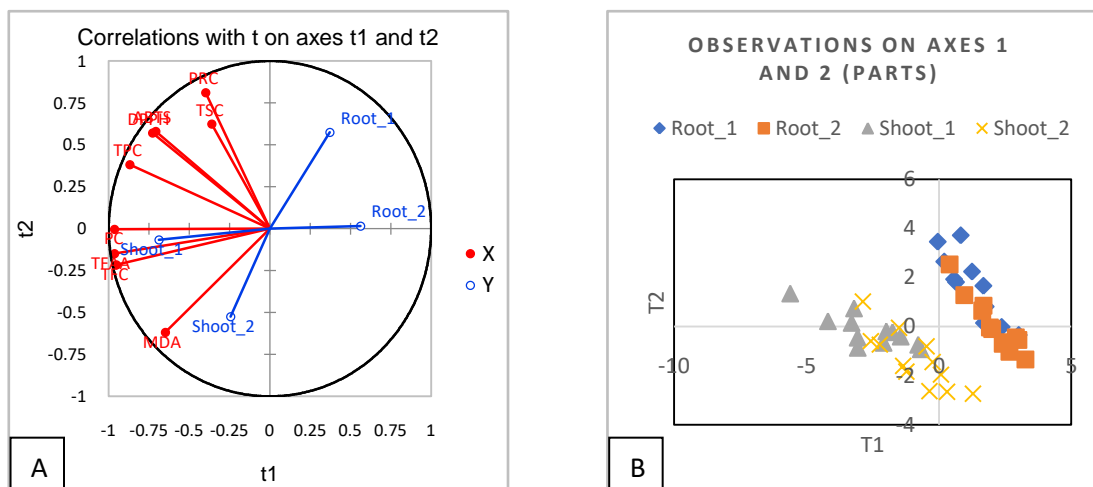 Correlations with t on axes t1 and t2
1
0.75
0.5
0.25
0
-0.25
-0.5
-0.75
-1
t2
PRC
TSC
ABTS
DPPH
TPC
PC
TEAA
TFC
MDA
Root_1
Root_2
Shoot_1
Shoot_2
X
Y
-1 -0.75 -0.5 -0.25 0 0.25 0.5 0.75 1
t1
A
OBSERVATIONS ON AXES 1
AND 2 (PARTS)
Root_1 Root_2 Shoot_1 Shoot_2
6
4
2
0
-2
-4
T2
-10 -5 0 5
T1
B